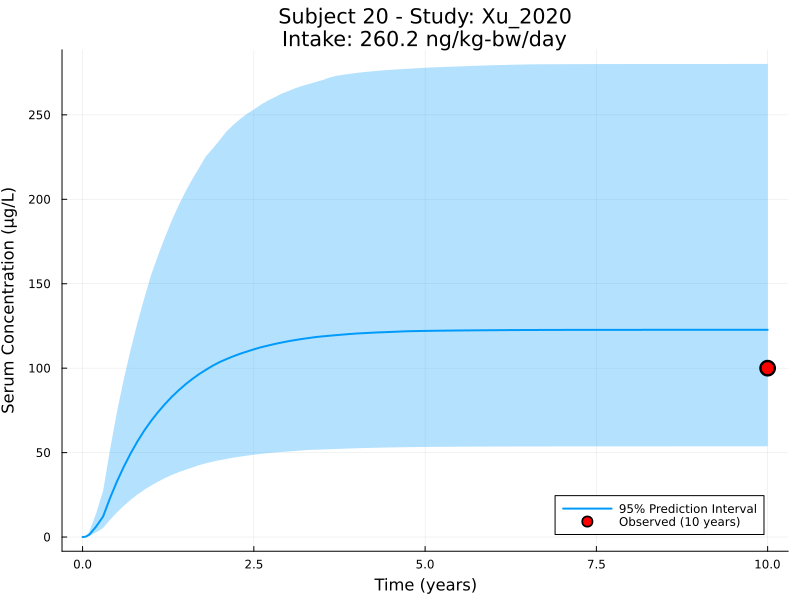 Subject 20 - Study: Xu_2020
Intake: 260.2 ng/kg-bw/day
Serum Concentration (μg/L)
250
200
150
100
50
0
0.0
2.5
5.0
7.5
10.0
Time (years)
95% Prediction Interval
Observed (10 years)